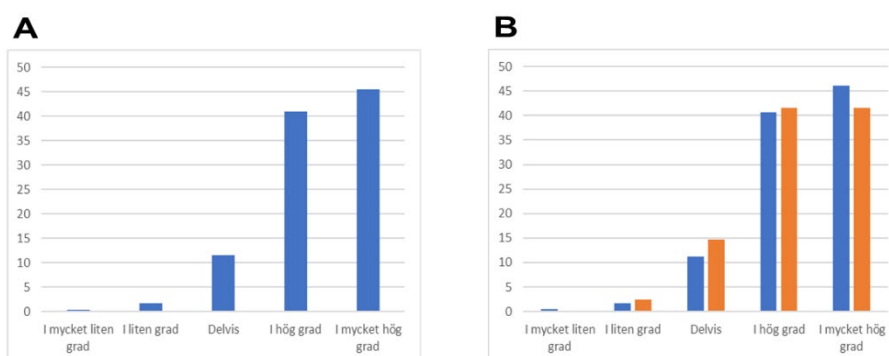 A
50
45
40
35
30
25
20
15
10
5
0
I mycket liten grad
I liten grad
Delvis
I hög grad
I mycket hög grad
B
50
45
40
35
30
25
20
15
10
5
0
I mycket liten grad
I liten grad
Delvis
I hög grad
I mycket hög grad